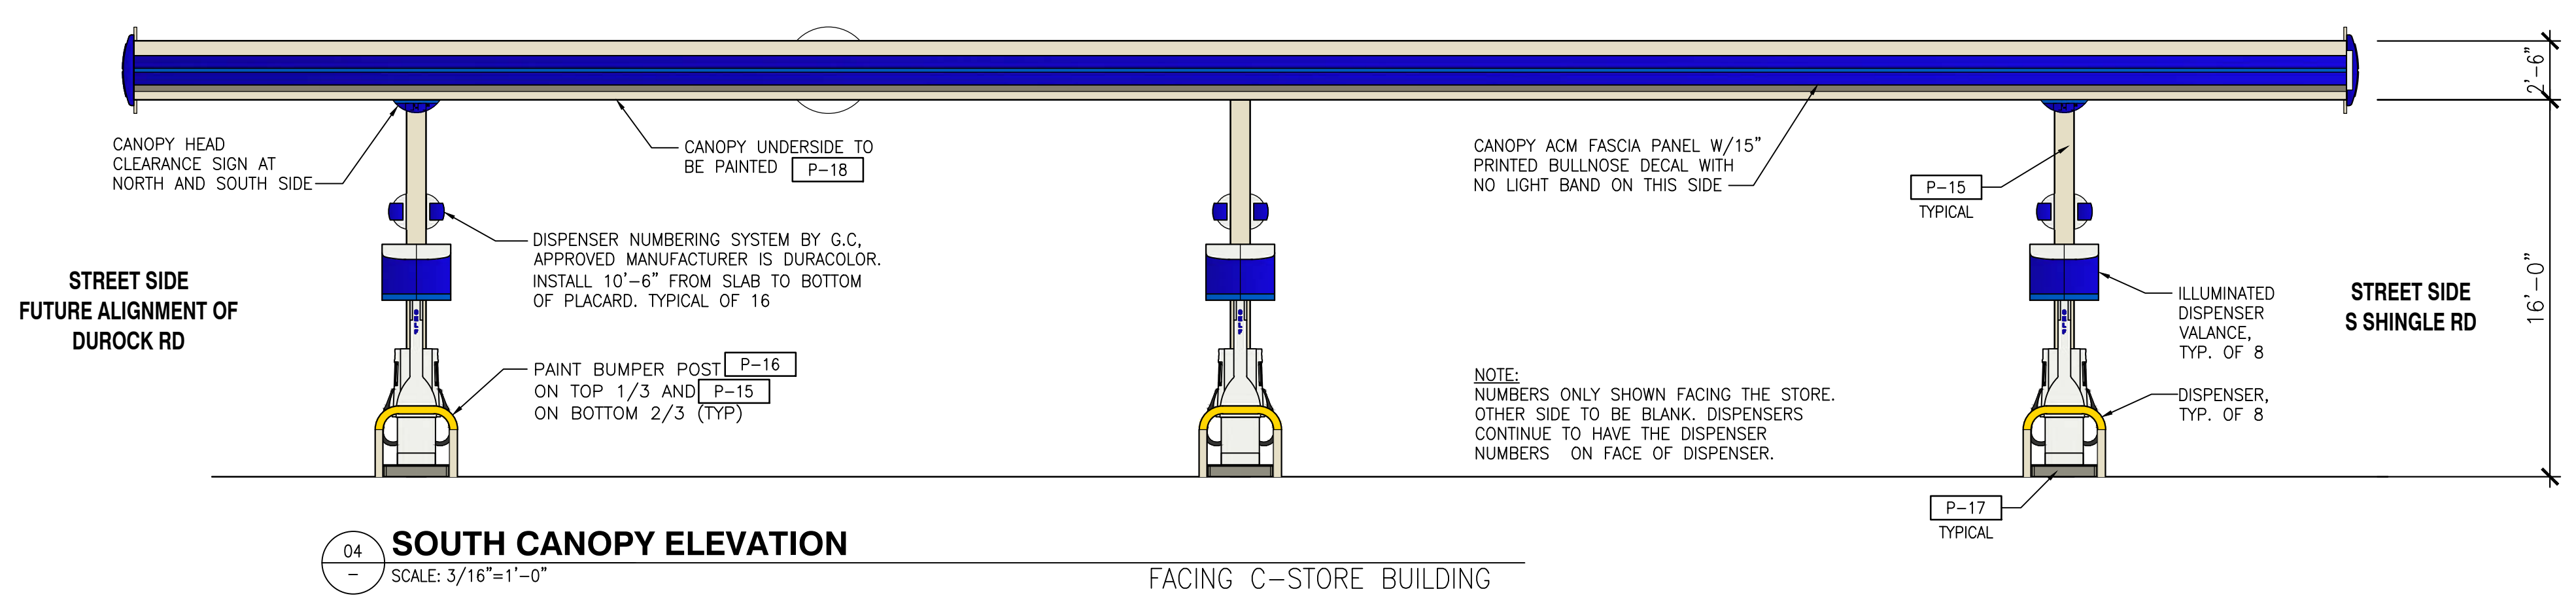 CANOPY HEAD
CLEARANCE SIGN AT
NORTH AND SOUTH SIDE
CANOPY UNDERSIDE TO
BE PAINTED P-18
CANOPY ACM FASCIA PANEL W/15"
PRINTED BULLNOSE DECAL WITH
NO LIGHT BAND ON THIS SIDE
P-15
TYPICAL
2'-6"
16'-0"
STREET SIDE
FUTURE ALIGNMENT OF
DUROCK RD
DISPENSER NUMBERING SYSTEM BY G.C,
APPROVED MANUFACTURER IS DURACOLOR.
INSTALL 10'-6" FROM SLAB TO BOTTOM
OF PLACARD. TYPICAL OF 16
PAINT BUMPER POST P-16
ON TOP 1/3 AND P-15
ON BOTTOM 2/3 (TYP)
SELF
SELF
SELF
NOTE:
NUMBERS ONLY SHOWN FACING THE STORE.
OTHER SIDE TO BE BLANK. DISPENSERS
CONTINUE TO HAVE THE DISPENSER
NUMBERS ON FACE OF DISPENSER.
ILLUMINATED
DISPENSER
VALANCE,
TYP. OF 8
DISPENSER,
TYP. OF 8
STREET SIDE
S SHINGLE RD
P-17
TYPICAL
04
-
SOUTH CANOPY ELEVATION
SCALE: 3/16"=1'-0"
FACING C-STORE BUILDING